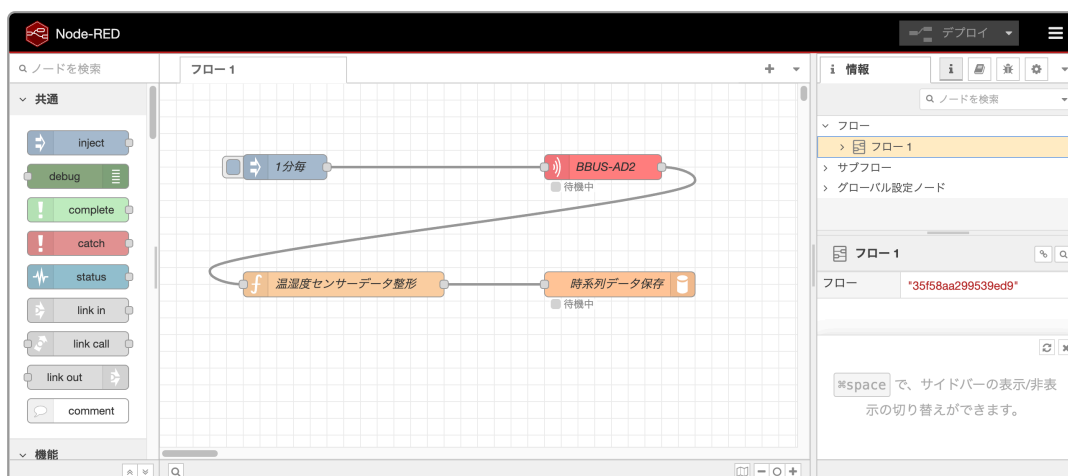 Node-RED
デプロイ
ノードを検索
フロー 1
情報
共通
ノードを検索
inject
debug
complete
catch
status
link in
link call
link out
comment
機能
1分毎
BBUS-AD2
待機中
温湿度センサーデータ整形
時系列データ保存
待機中
フロー
フロー 1
サブフロー
グローバル設定ノード
フロー 1
フロー
"35f58aa299539ed9"
⌘space で、サイドバーの表示/非表
示の切り替えができます。